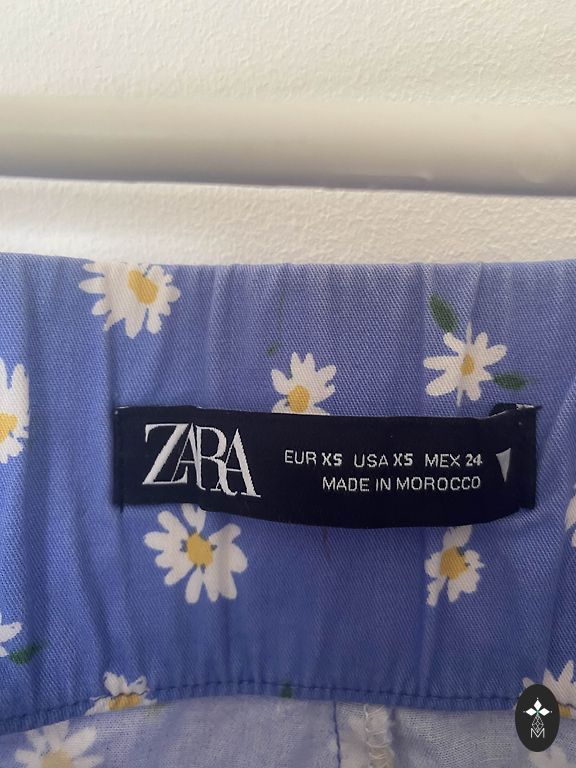 ZARA
EUR XS USA XS MEX 24
MADE IN MOROCCO
M